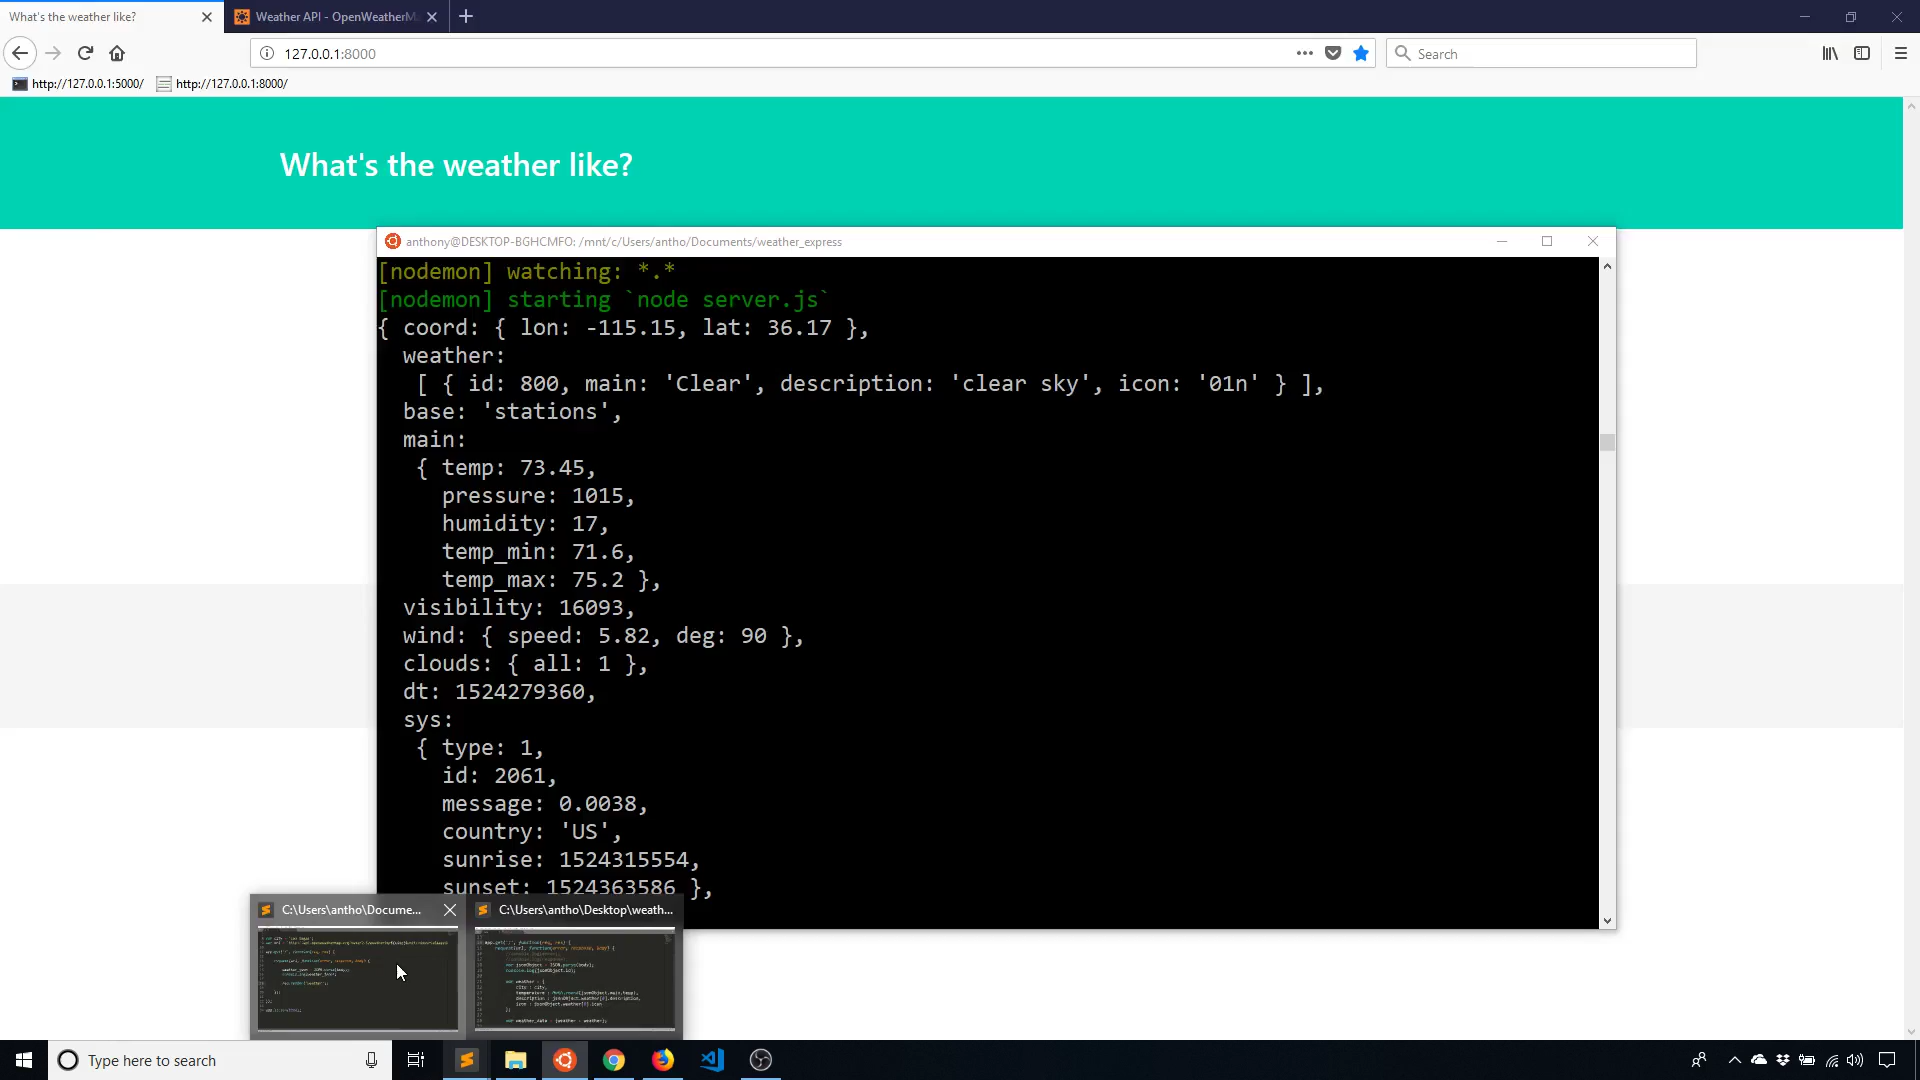 What's the weather like?
Weather API - OpenWeatherM
127.0.0.1:8000
Search
http://127.0.0.1:5000/
http://127.0.0.1:8000/
What's the weather like?
anthony@DESKTOP-BGHCMFO: /mnt/c/Users/antho/Documents/weather_express
[nodemon] watching: *.*
[nodemon] starting `node server.js`
{ coord: { lon: -115.15, lat: 36.17 },
weather:
[ { id: 800, main: 'Clear', description: 'clear sky', icon: '01n' } ],
base: 'stations',
main:
{ temp: 73.45,
pressure: 1015,
humidity: 17,
temp_min: 71.6,
temp_max: 75.2 },
visibility: 16093,
wind: { speed: 5.82, deg: 90 },
clouds: { all: 1 },
dt: 1524279360,
sys:
{ type: 1,
id: 2061,
message: 0.0038,
country: 'US',
sunrise: 1524315554,
sunset: 1524363586 },
C:\Users\antho\Docume...
C:\Users\antho\Desktop\weath...
Type here to search